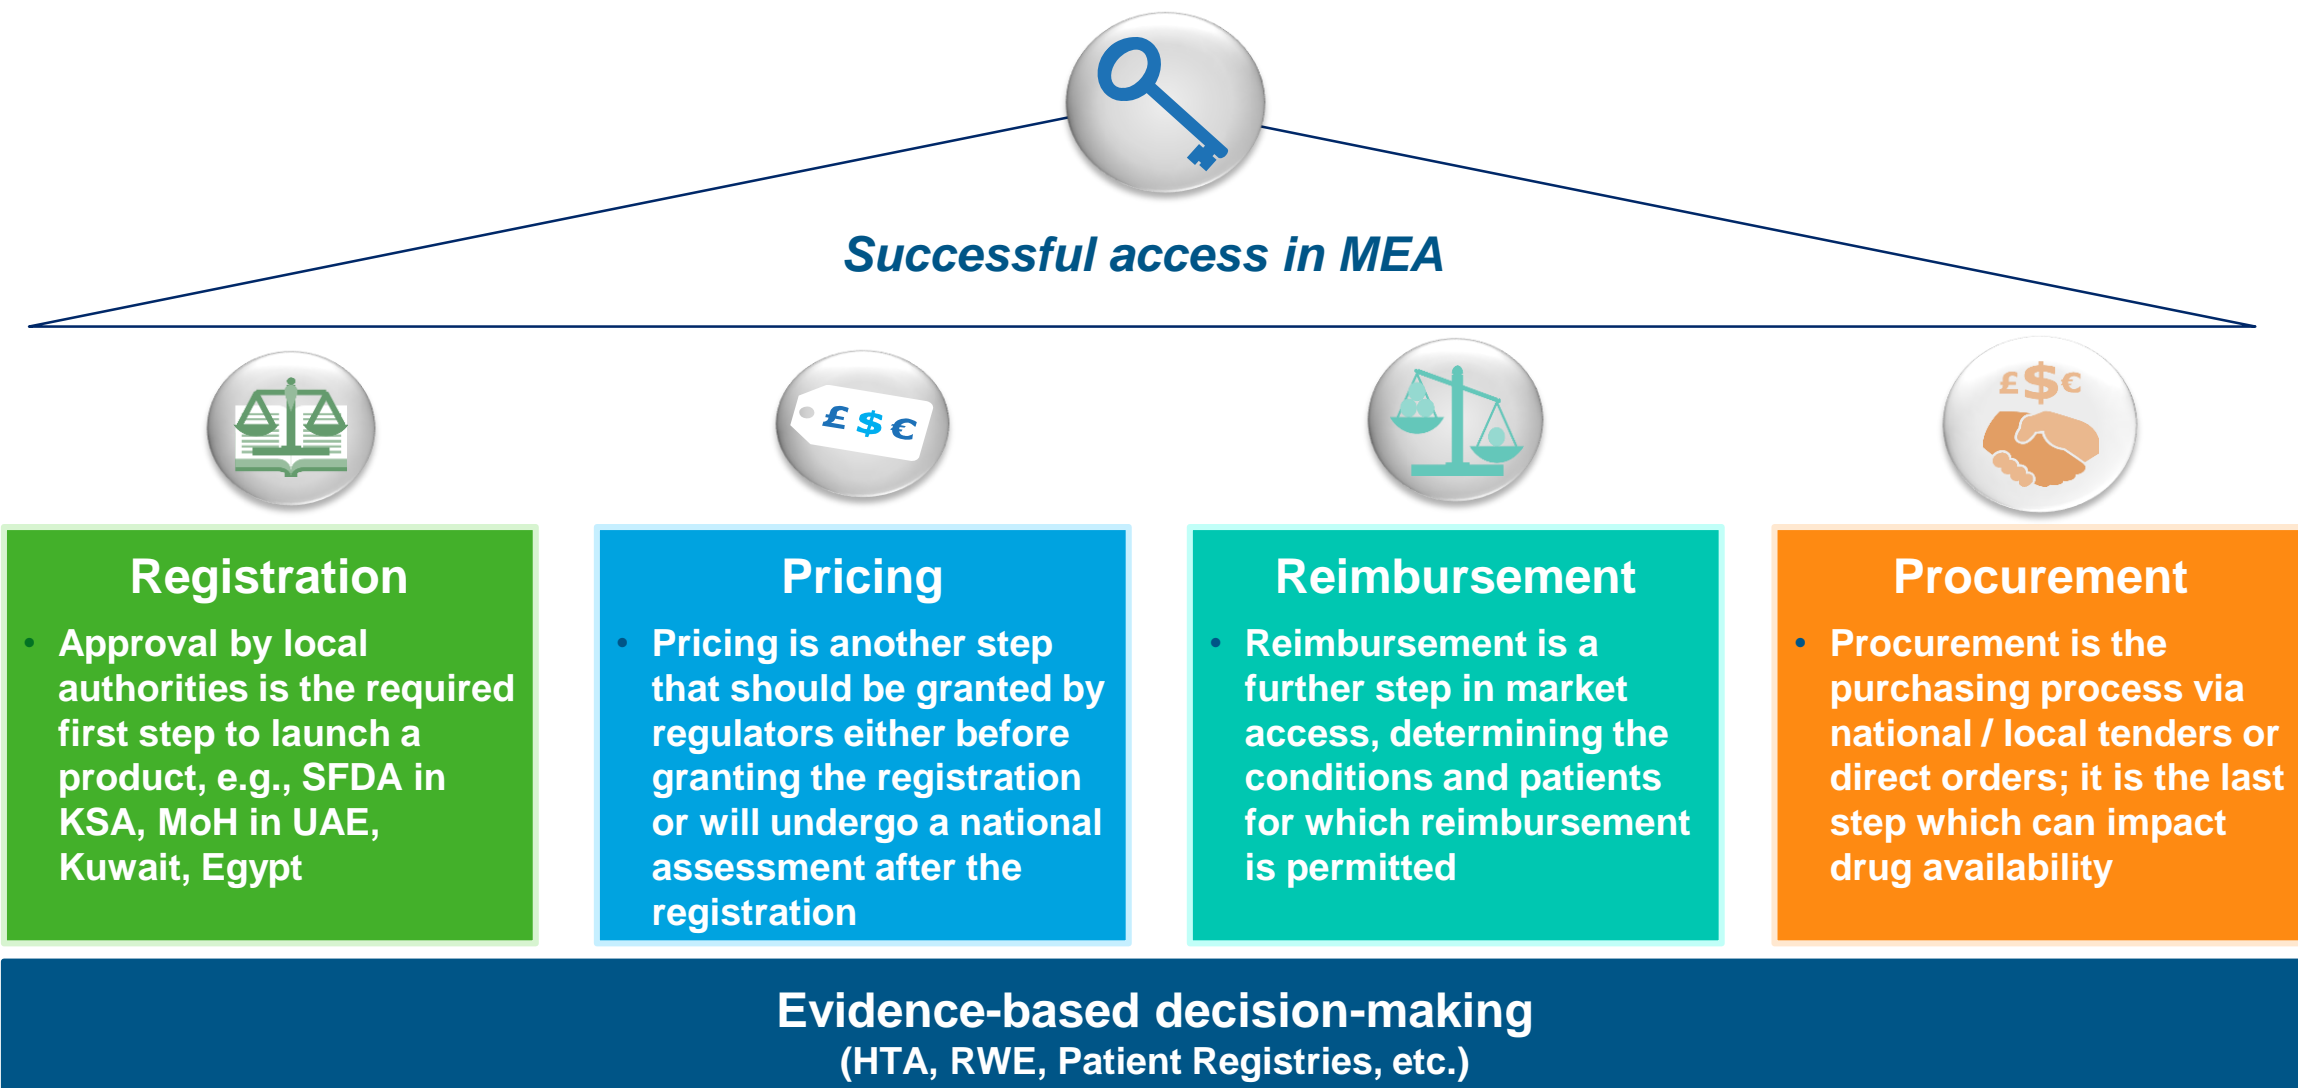 Successful access in MEA
£ $ €
£$€
Registration
• Approval by local
authorities is the required
first step to launch a
product, e.g., SFDA in
KSA, MoH in UAE,
Kuwait, Egypt
Pricing
• Pricing is another step
that should be granted by
regulators either before
granting the registration
or will undergo a national
assessment after the
registration
Reimbursement
• Reimbursement is a
further step in market
access, determining the
conditions and patients
for which reimbursement
is permitted
Procurement
• Procurement is the
purchasing process via
national / local tenders or
direct orders; it is the last
step which can impact
drug availability
Evidence-based decision-making
(HTA, RWE, Patient Registries, etc.)